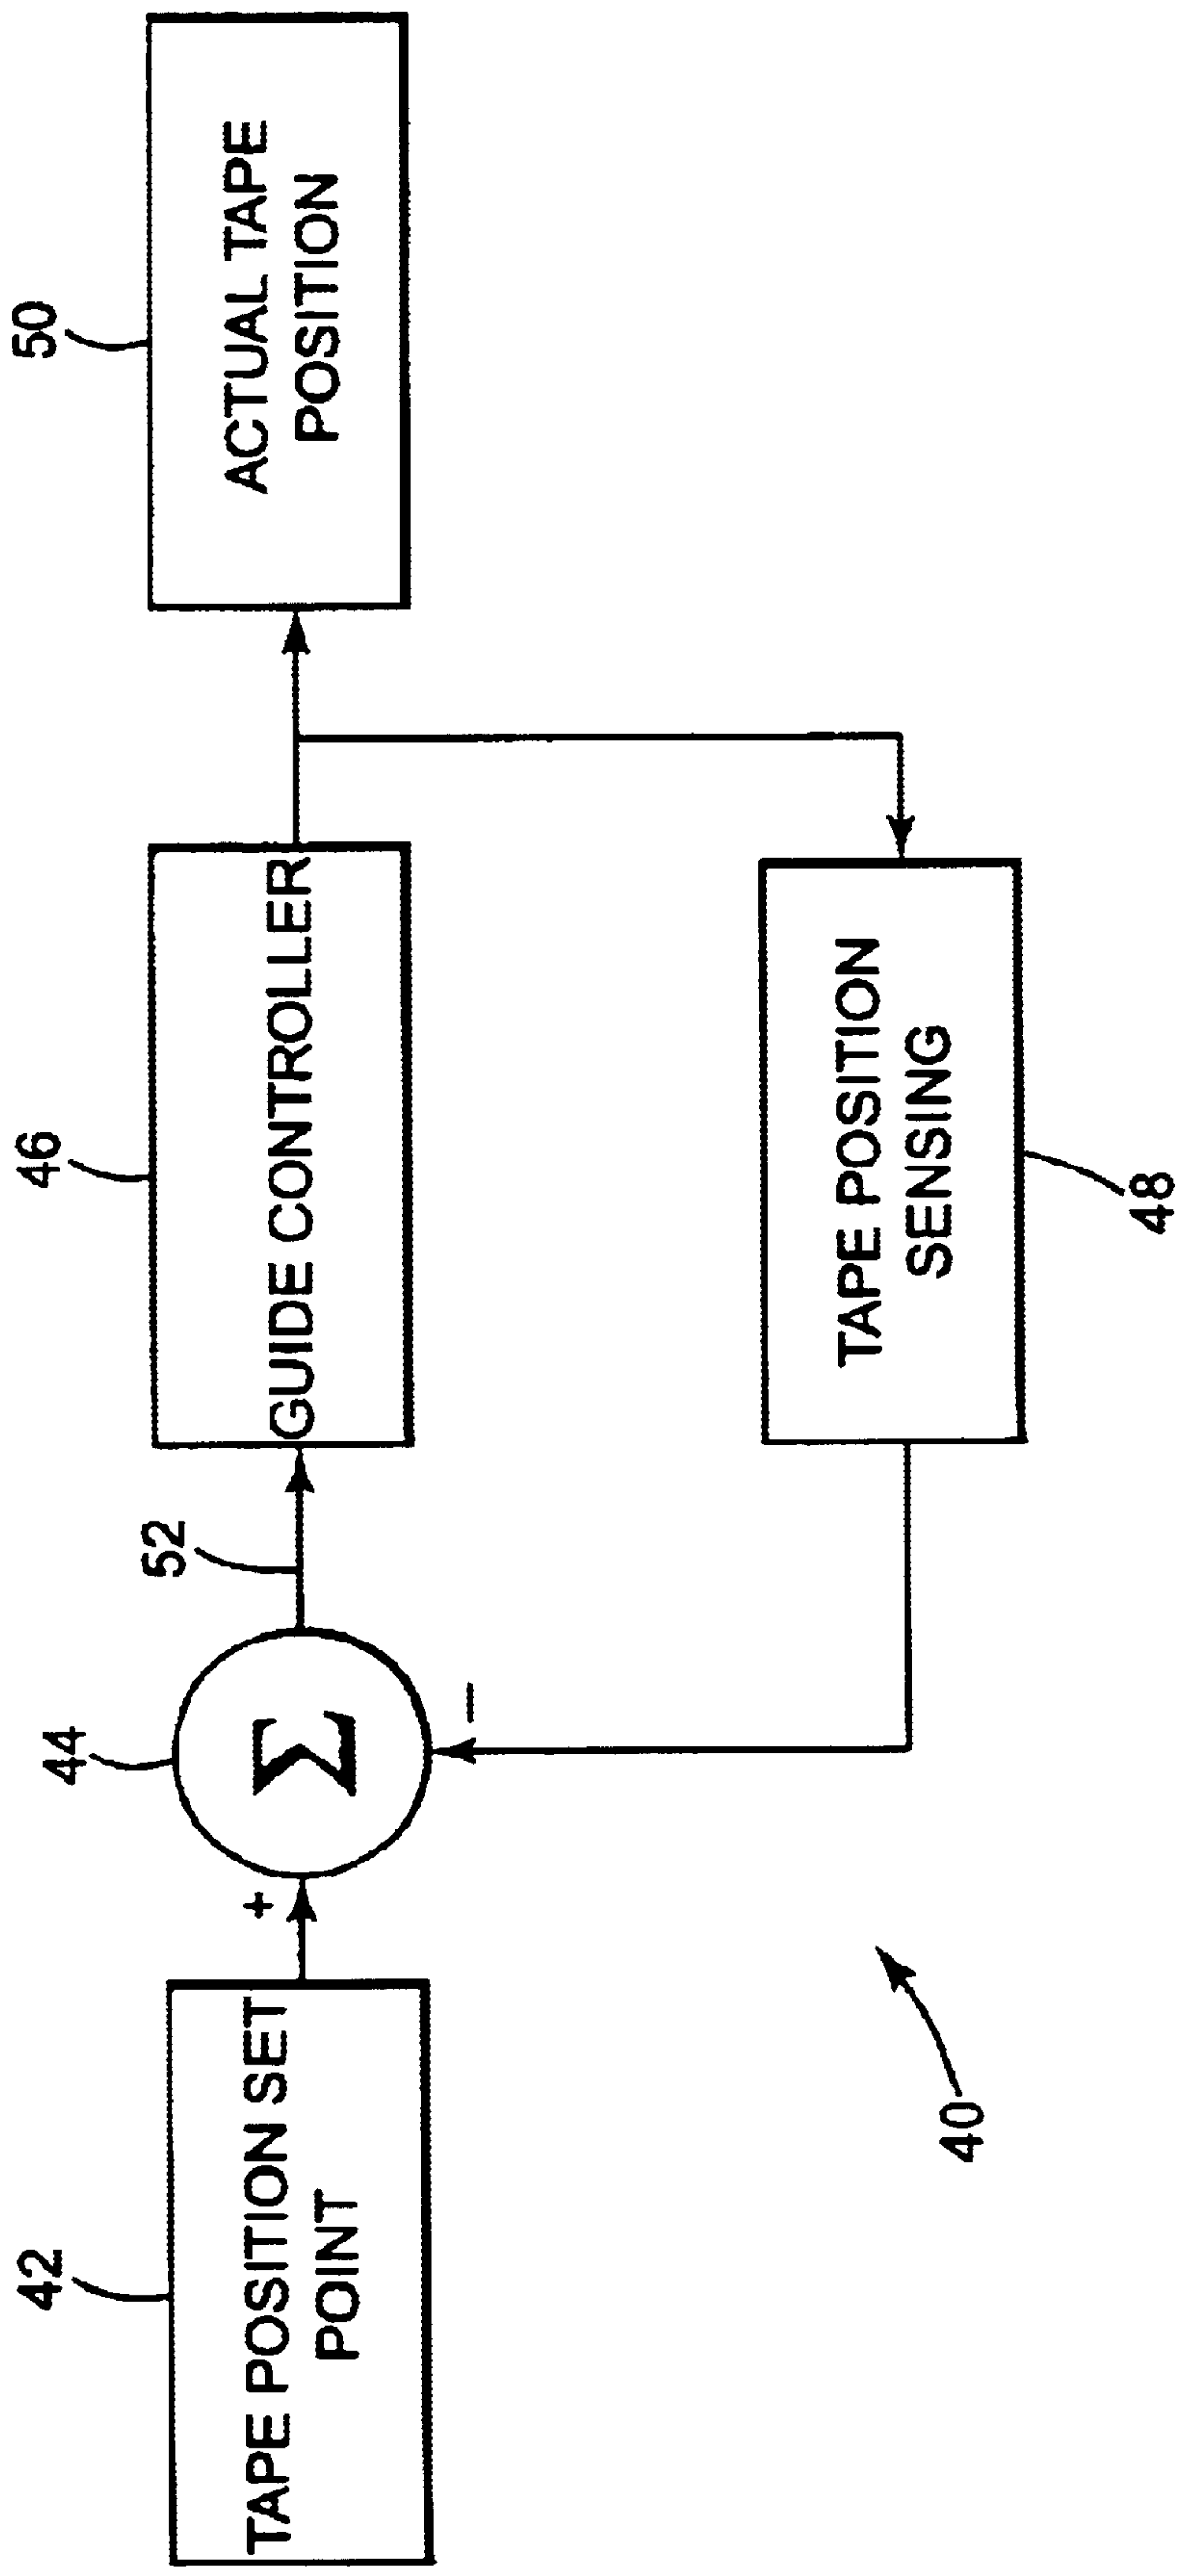 42
TAPE POSITION SET
POINT
+
44
Σ
−
52
46
GUIDE CONTROLLER
50
ACTUAL TAPE
POSITION
TAPE POSITION
SENSING
48
40